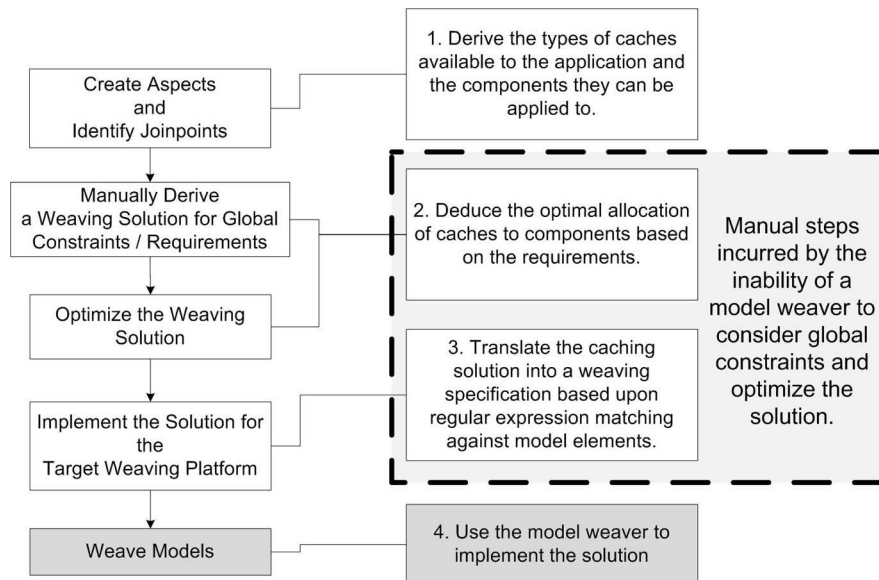 Create Aspects
and
Identify Joinpoints
Manually Derive
a Weaving Solution for Global
Constraints / Requirements
Optimize the Weaving
Solution
Implement the Solution for
the
Target Weaving Platform
Weave Models
1. Derive the types of caches
available to the application and
the components they can be
applied to.
2. Deduce the optimal allocation
of caches to components based
on the requirements.
3. Translate the caching
solution into a weaving
specification based upon
regular expression matching
against model elements.
4. Use the model weaver to
implement the solution
Manual steps
incurred by the
inability of a
model weaver to
consider global
constraints and
optimize the
solution.